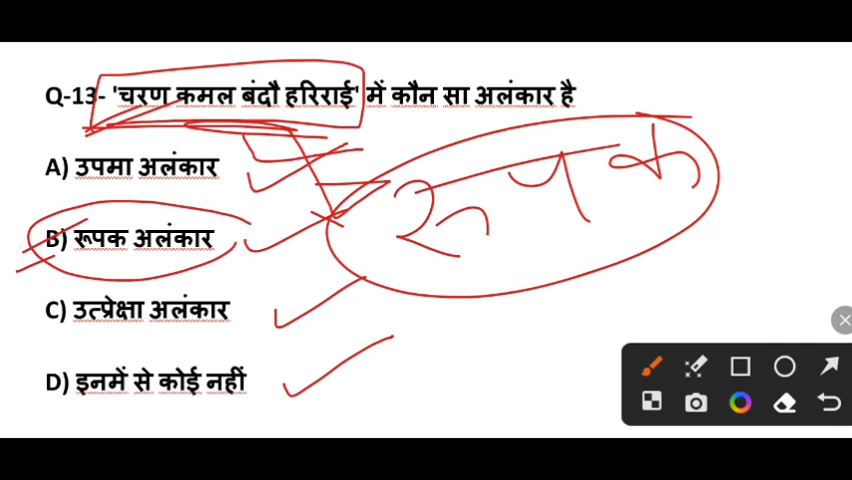 Q-13- 'चरण कमल बंदौ हरिराई' में कौन सा अलंकार है
A) उपमा अलंकार
B) रूपक अलंकार
रूपक
C) उत्प्रेक्षा अलंकार
D) इनमें से कोई नहीं